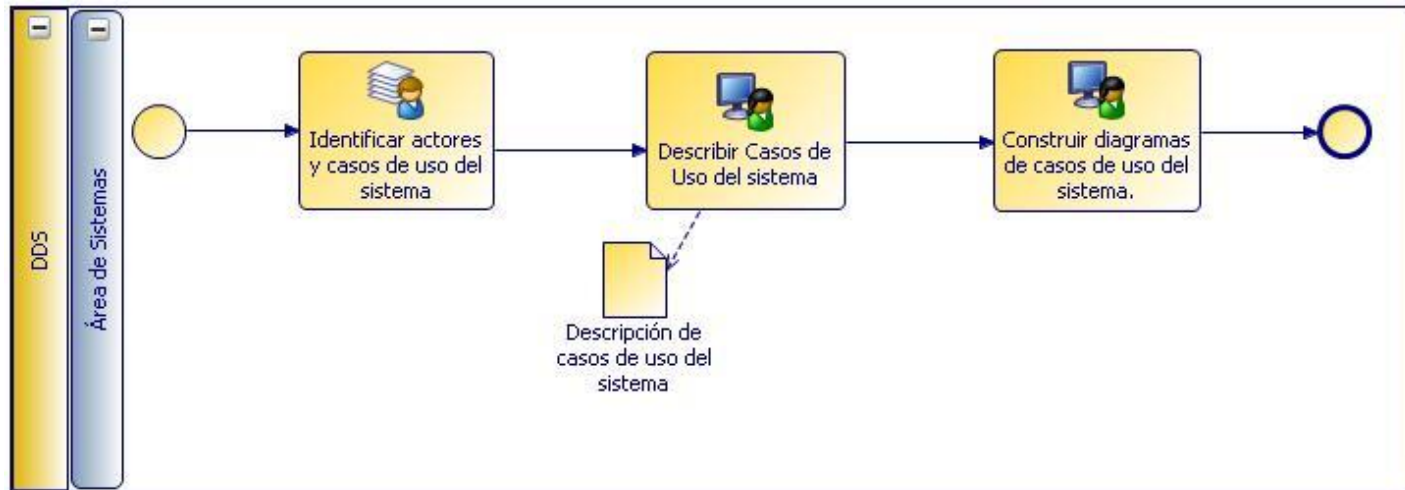 DDS
Área de Sistemas
Identificar actores
y casos de uso del
sistema
Describir Casos de
Uso del sistema
Construir diagramas
de casos de uso del
sistema.
Descripción de
casos de uso del
sistema